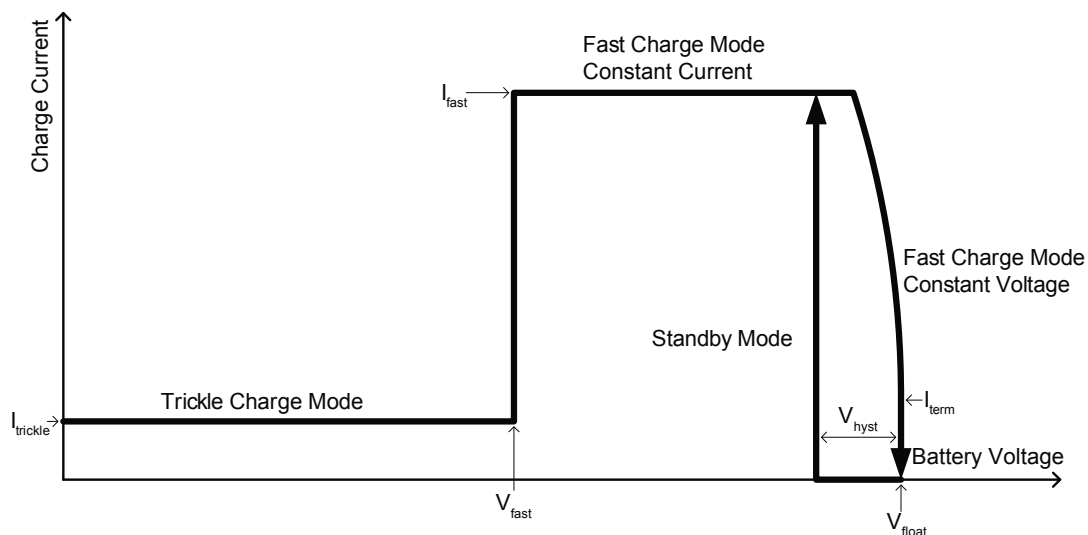 Charge Current
Fast Charge Mode
Constant Current
I_fast
Fast Charge Mode
Constant Voltage
Standby Mode
Trickle Charge Mode
I_trickle
I_term
V_hyst
Battery Voltage
V_fast
V_float